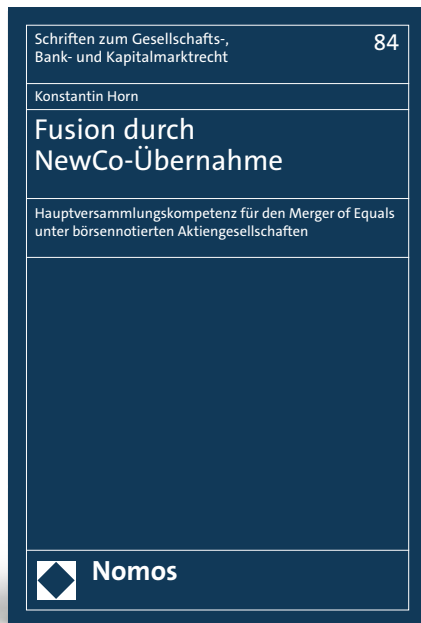 Schriften zum Gesellschafts-,
Bank- und Kapitalmarktrecht
84
Konstantin Horn
Fusion durch
NewCo-Übernahme
Hauptversammlungskompetenz für den Merger of Equals
unter börsennotierten Aktiengesellschaften
Nomos